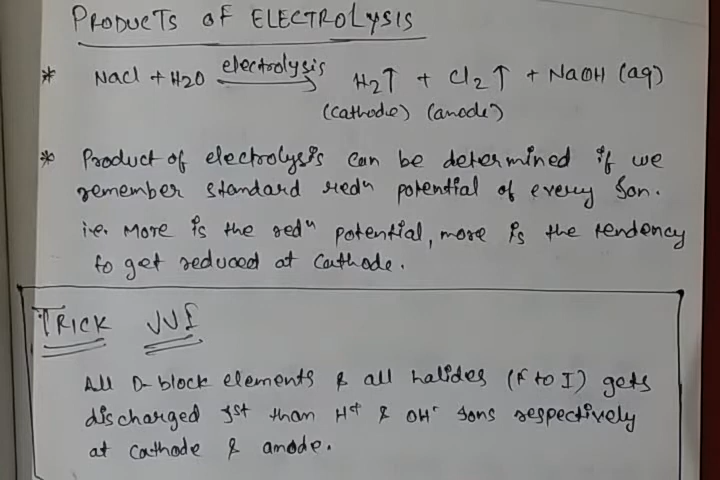 PRODUCTS OF ELECTROLYSIS
* NaCl + H2O electrolysis → H2↑ + Cl2↑ + NaOH (aq)
(Cathode) (anode)
* Product of electrolysis can be determined if we
remember standard redn potential of every Ion.
i.e. More is the redn potential, more is the tendency
to get reduced at Cathode.
TRICK VVI
All D-block elements & all halides (F to I) gets
discharged Ist than H+ & OH- Ions respectively
at Cathode & anode.